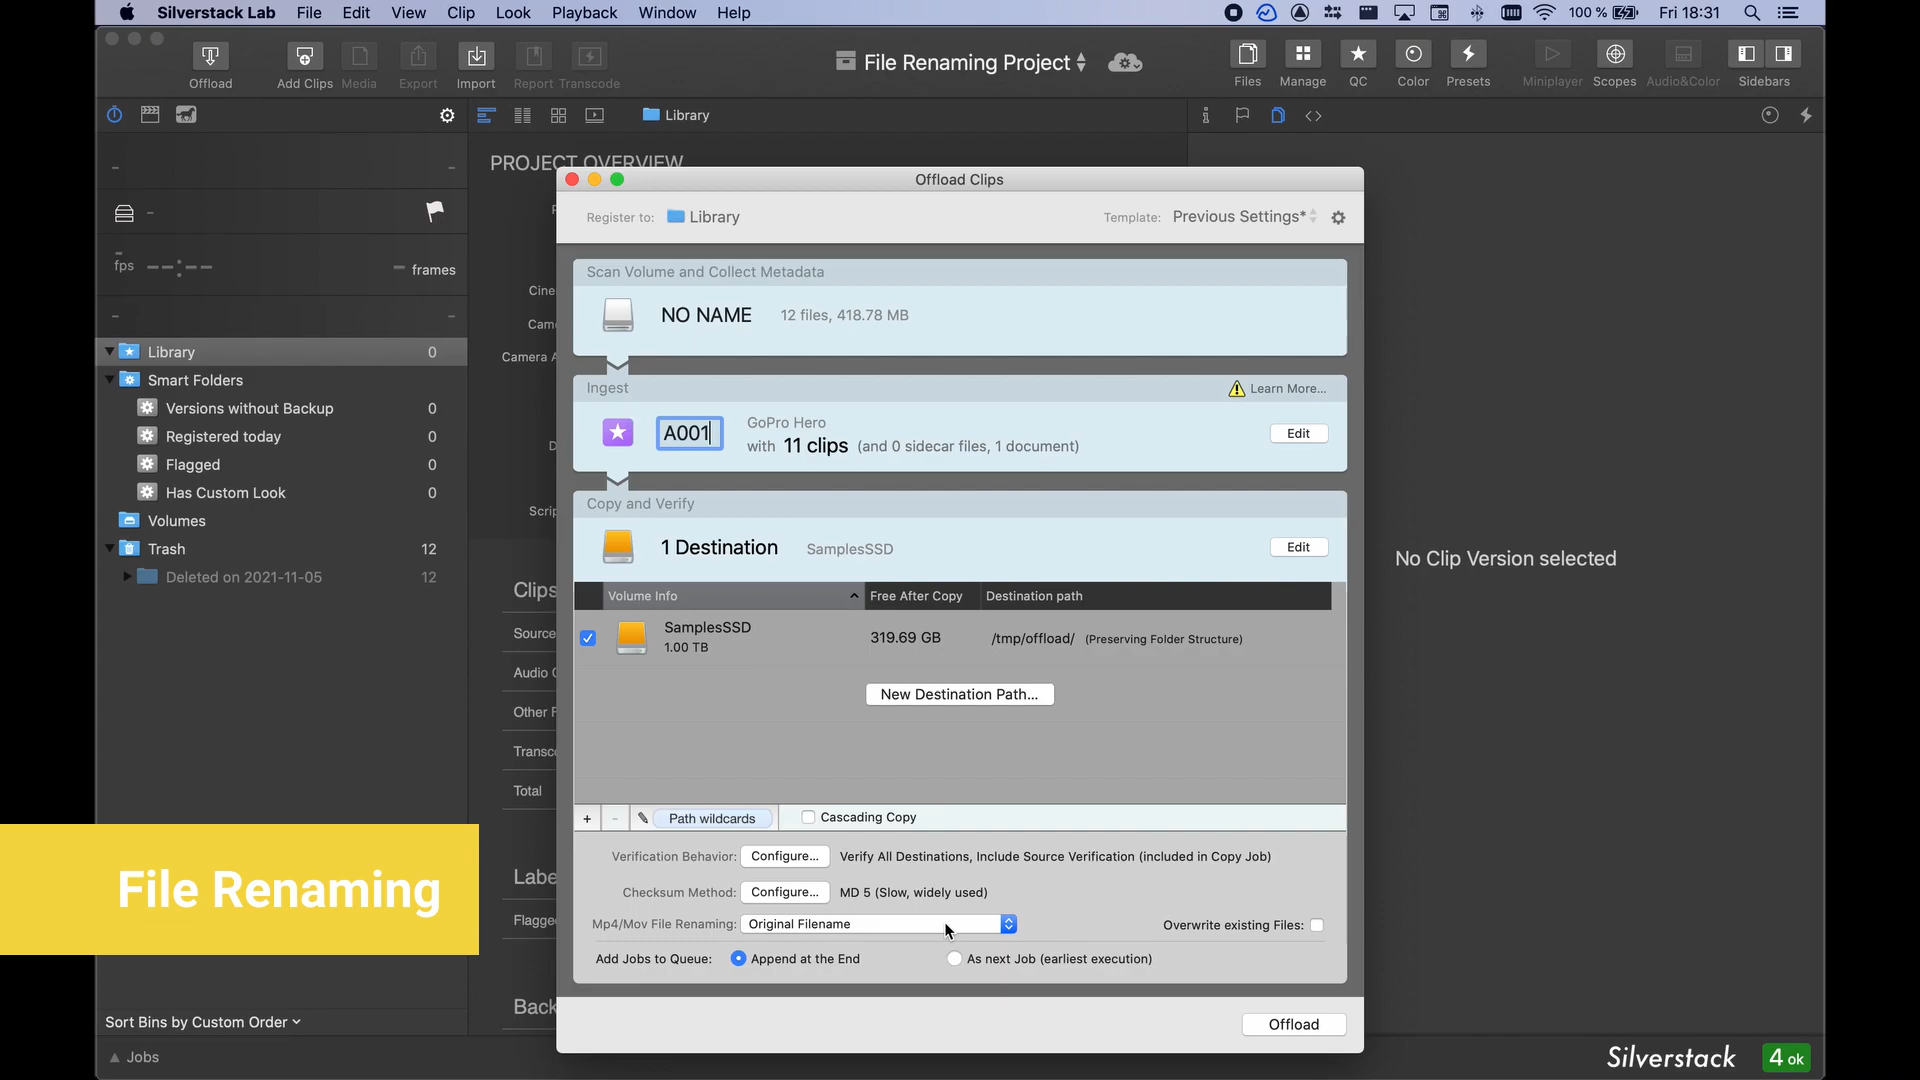 Silverstack Lab File Edit View Clip Look Playback Window Help 100 % Fri 18:31
Offload Add Clips Media Export Import Report Transcode
File Renaming Project
Files Manage QC Color Presets Miniplayer Scopes Audio&Color Sidebars
Library
- -
-
fps --:-- - frames
- -
Library 0
Smart Folders
Versions without Backup 0
Registered today 0
Flagged 0
Has Custom Look 0
Volumes
Trash 12
Deleted on 2021-11-05 12
Sort Bins by Custom Order
Jobs
PROJECT OVERVIEW
Cine
Came
Camera A
D
Scrip
Clips
Source
Audio C
Other F
Transc
Total
Labe
Flagge
Back
Offload Clips
Register to: Library Template: Previous Settings*
Scan Volume and Collect Metadata
NO NAME 12 files, 418.78 MB
Ingest Learn More...
A001 GoPro Hero
with 11 clips (and 0 sidecar files, 1 document) Edit
Copy and Verify
1 Destination SamplesSSD Edit
Volume Info Free After Copy Destination path
SamplesSSD
1.00 TB
319.69 GB /tmp/offload/ (Preserving Folder Structure)
New Destination Path...
+ - Path wildcards Cascading Copy
Verification Behavior: Configure... Verify All Destinations, Include Source Verification (included in Copy Job)
Checksum Method: Configure... MD 5 (Slow, widely used)
Mp4/Mov File Renaming: Original Filename Overwrite existing Files:
Add Jobs to Queue: Append at the End As next Job (earliest execution)
Offload
No Clip Version selected
File Renaming
Silverstack 4 ok